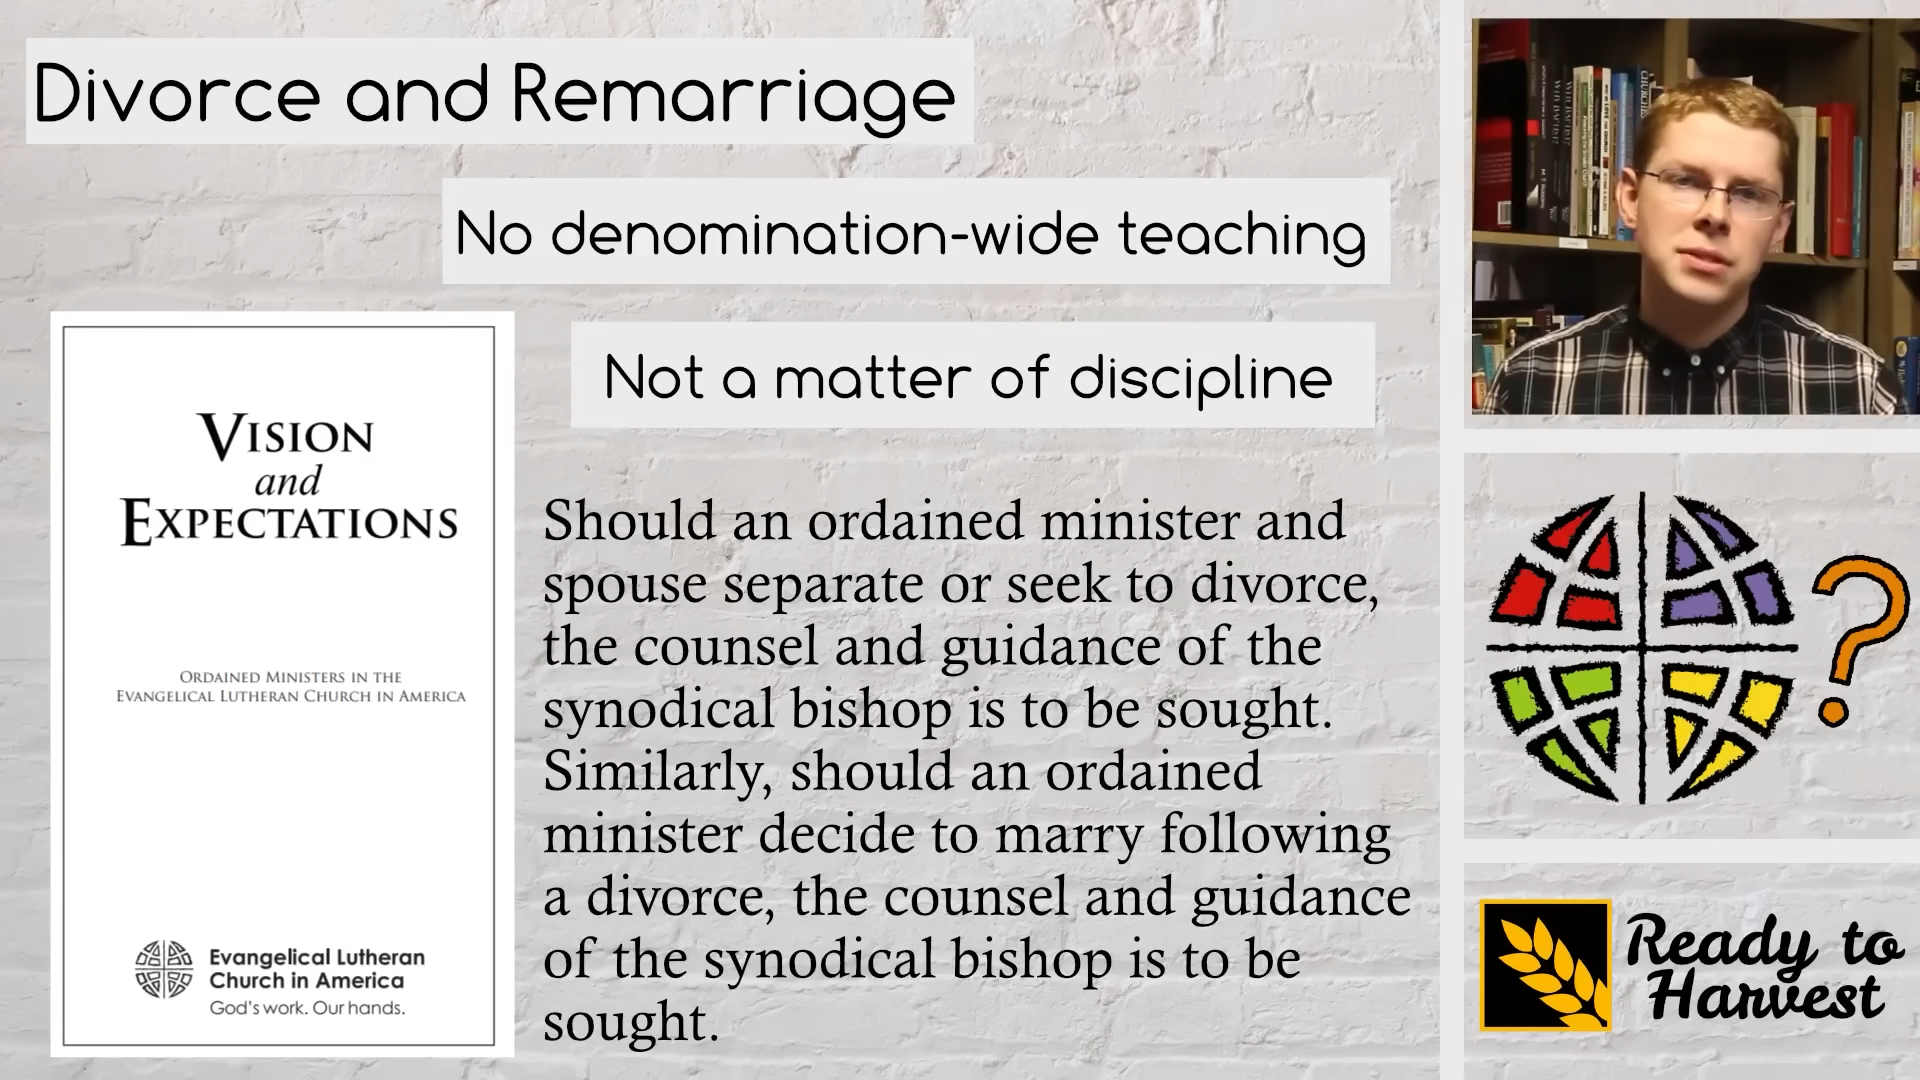 Divorce and Remarriage
No denomination-wide teaching
Not a matter of discipline
VISION
and
EXPECTATIONS
ORDAINED MINISTERS IN THE
EVANGELICAL LUTHERAN CHURCH IN AMERICA
Evangelical Lutheran
Church in America
God's work. Our hands.
Should an ordained minister and
spouse separate or seek to divorce,
the counsel and guidance of the
synodical bishop is to be sought.
Similarly, should an ordained
minister decide to marry following
a divorce, the counsel and guidance
of the synodical bishop is to be
sought.
?
Ready to
Harvest